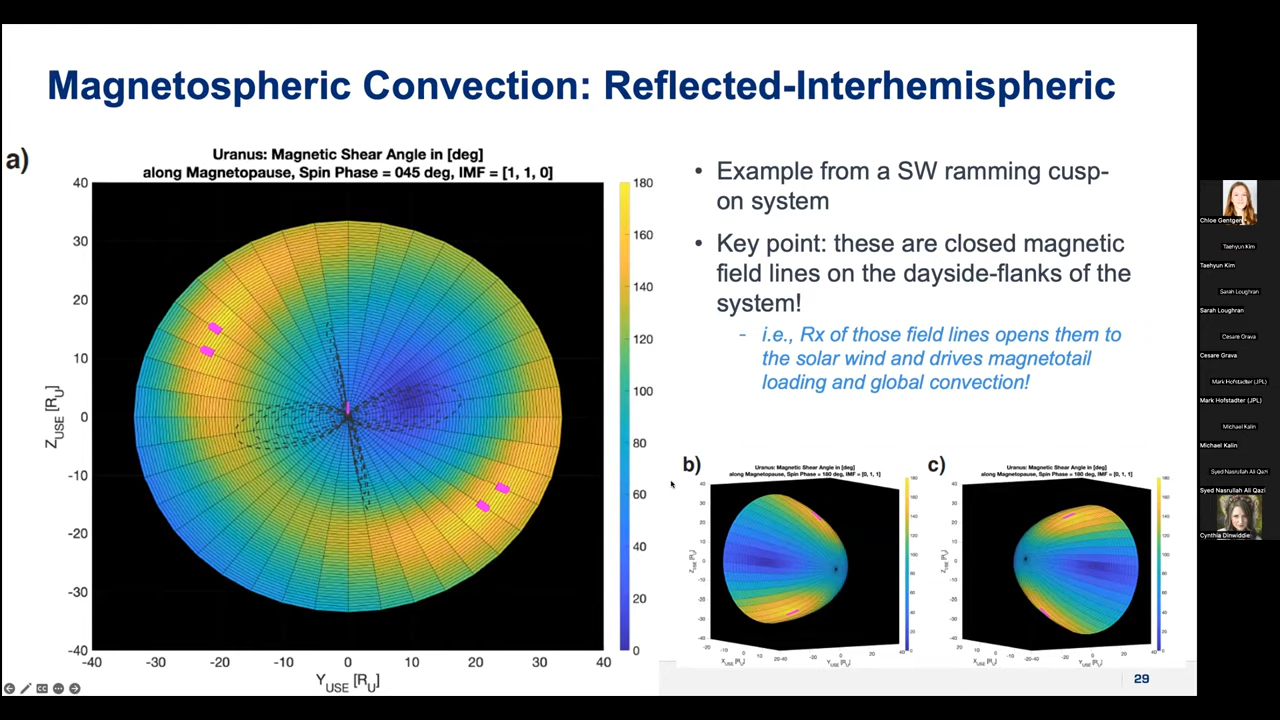 Magnetospheric Convection: Reflected-Interhemispheric
a)
Uranus: Magnetic Shear Angle in [deg]
along Magnetopause, Spin Phase = 045 deg, IMF = [1, 1, 0]
40
30
20
10
0
-10
-20
-30
-40
Z_USE [R_U]
-40 -30 -20 -10 0 10 20 30 40
Y_USE [R_U]
180
160
140
120
100
80
60
40
20
0
• Example from a SW ramming cusp-
on system
• Key point: these are closed magnetic
field lines on the dayside-flanks of the
system!
- i.e., Rx of those field lines opens them to
the solar wind and drives magnetotail
loading and global convection!
b)
Uranus: Magnetic Shear Angle in [deg]
along Magnetopause, Spin Phase = 180 deg, IMF = [0, 1, 1]
c)
Uranus: Magnetic Shear Angle in [deg]
along Magnetopause, Spin Phase = 180 deg, IMF = [0, 1, 1]
29
Chloe Gentgen
Taehyun Kim
Taehyun Kim
Sarah Loughran
Sarah Loughran
Cesare Grava
Cesare Grava
Mark Hofstadter (JPL)
Mark Hofstadter (JPL)
Michael Kalin
Michael Kalin
Syed Nasrullah Ali Qazi
Syed Nasrullah Ali Qazi
Cynthia Dinwiddie